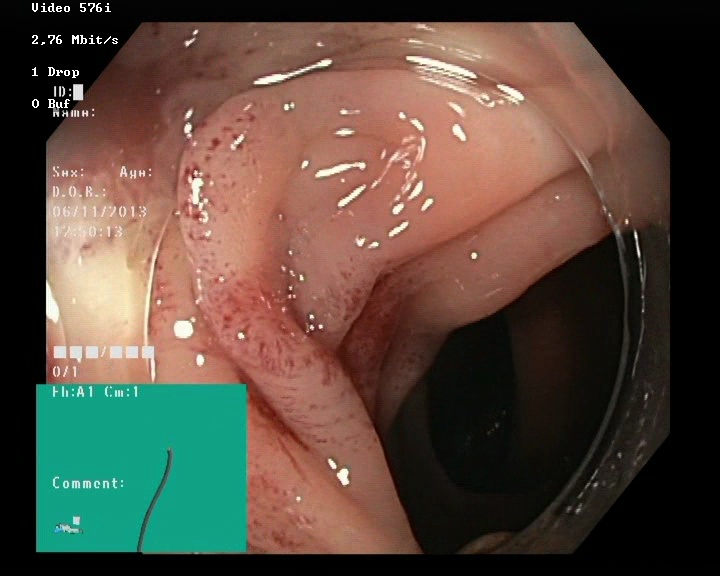 Video 576i
2,76 Mbit/s
1 Drop
ID:
0 Buf
Name:
Sex: Age:
D.O.B.:
06/11/2013
12:50:13
0/1
Eh:A1 Cm:1
Comment: